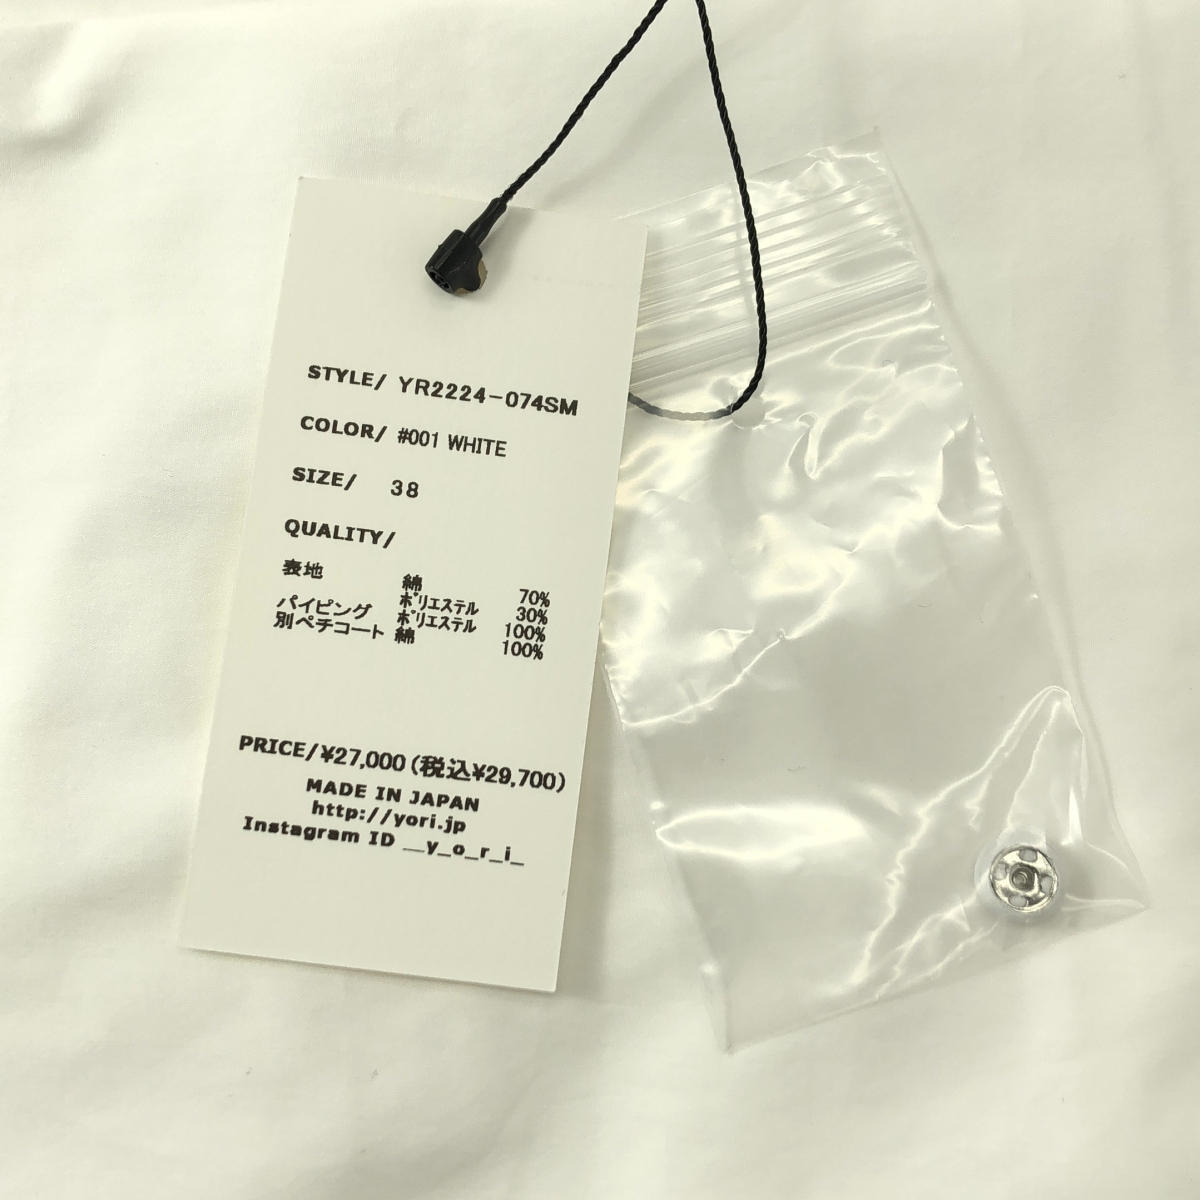 STYLE/ YR2224-074SM
COLOR/ #001 WHITE
SIZE/ 38
QUALITY/
表地 綿 70%
ポリエステル 30%
パイピング ポリエステル 100%
別ペチコート 綿 100%
PRICE/¥27,000(税込¥29,700)
MADE IN JAPAN
http://yori.jp
Instagram ID __y_o_r_i_